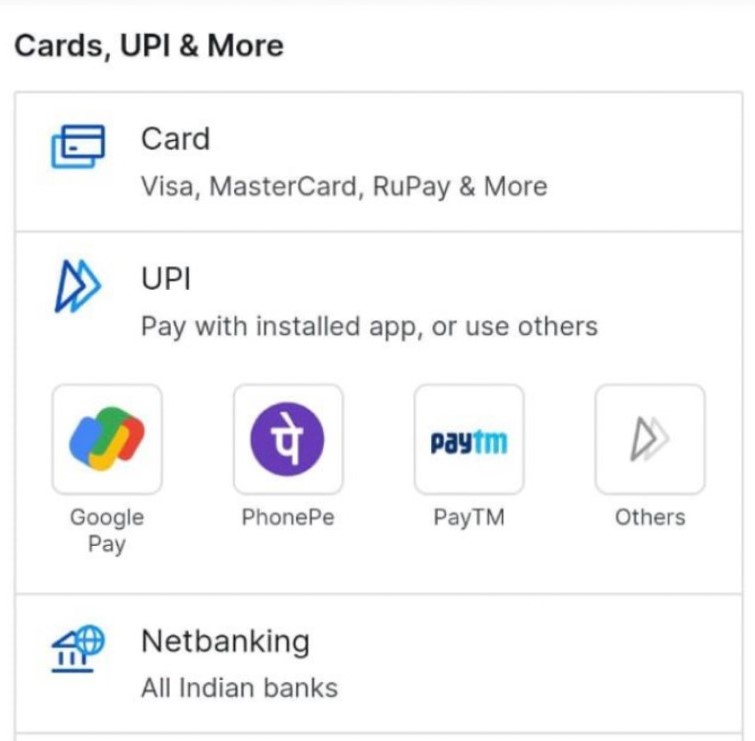 Cards, UPI & More
Card
Visa, MasterCard, RuPay & More
UPI
Pay with installed app, or use others
पे
paytm
Google
Pay
PhonePe
PayTM
Others
Netbanking
All Indian banks